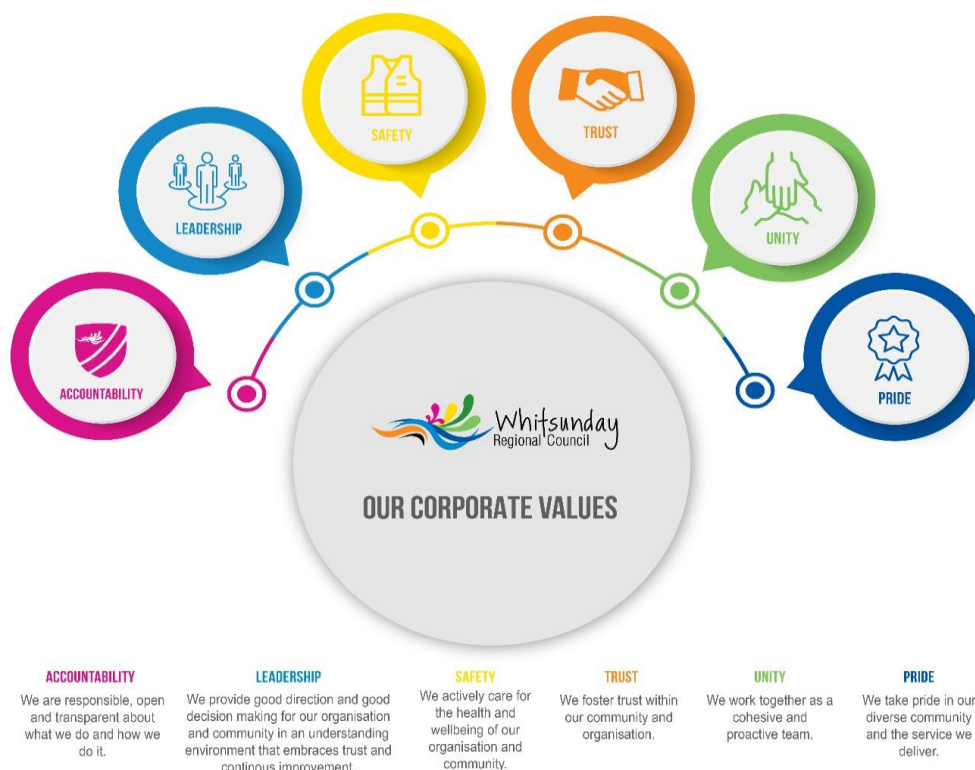 SAFETY
TRUST
LEADERSHIP
UNITY
ACCOUNTABILITY
PRIDE
Whitsunday
Regional Council
OUR CORPORATE VALUES
ACCOUNTABILITY
We are responsible, open
and transparent about
what we do and how we
do it.
LEADERSHIP
We provide good direction and good
decision making for our organisation
and community in an understanding
environment that embraces trust and
continous improvement.
SAFETY
We actively care for
the health and
wellbeing of our
organisation and
community.
TRUST
We foster trust within
our community and
organisation.
UNITY
We work together as a
cohesive and
proactive team.
PRIDE
We take pride in our
diverse community
and the service we
deliver.